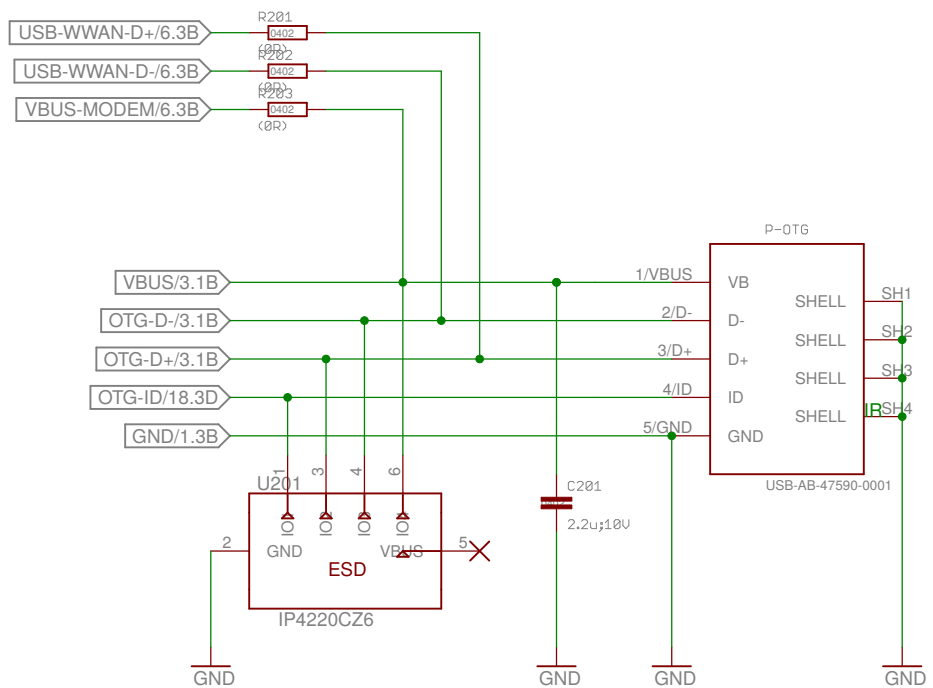 R201
USB-WWAN-D+/6.3B
0402
(0R)
R202
USB-WWAN-D-/6.3B
0402
(0R)
R203
VBUS-MODEM/6.3B
0402
(0R)
P-OTG
VBUS/3.1B
1/VBUS
VB
SHELL
SH1
OTG-D-/3.1B
2/D-
D-
SHELL
SH2
OTG-D+/3.1B
3/D+
D+
SHELL
SH3
OTG-ID/18.3D
4/ID
ID
SHELL
SH4
GND/1.3B
5/GND
GND
USB-AB-47590-0001
U201
1
3
4
6
C201
2.2u;10V
2
GND
VBUS
5
ESD
IP4220CZ6
GND
GND
GND
GND